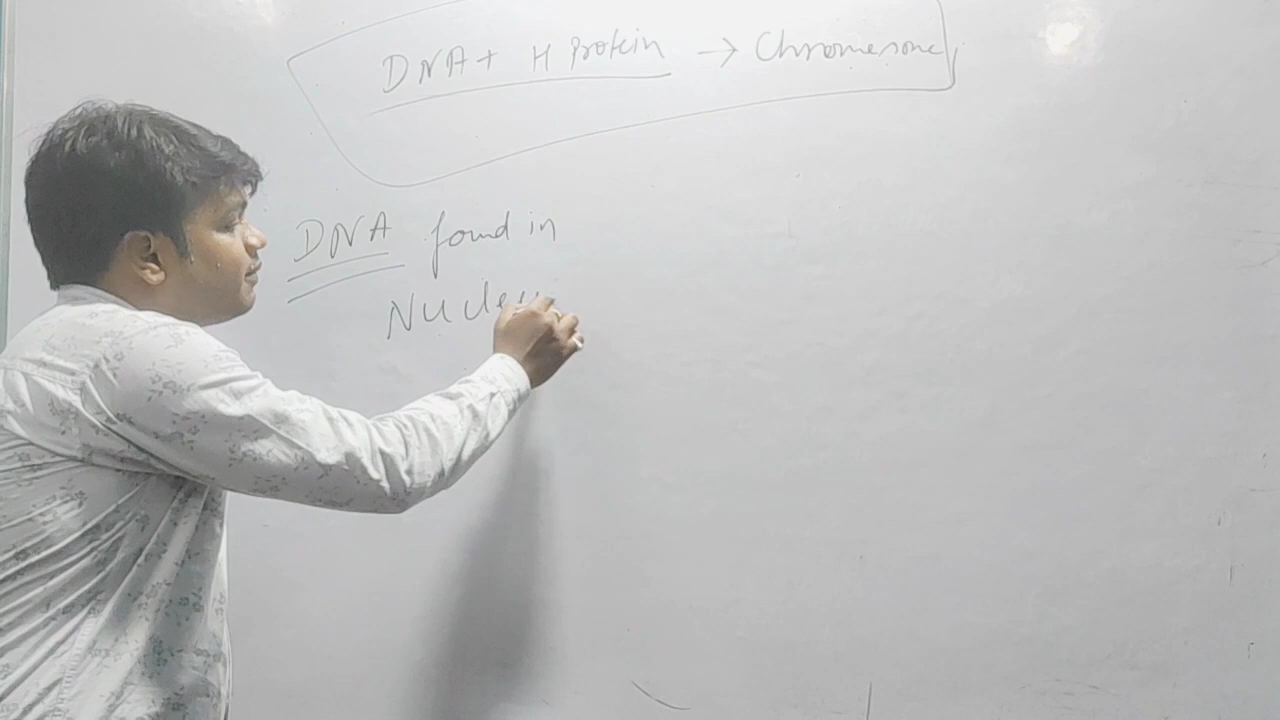 DNA + H Protein → Chromosome
DNA found in
Nucleu